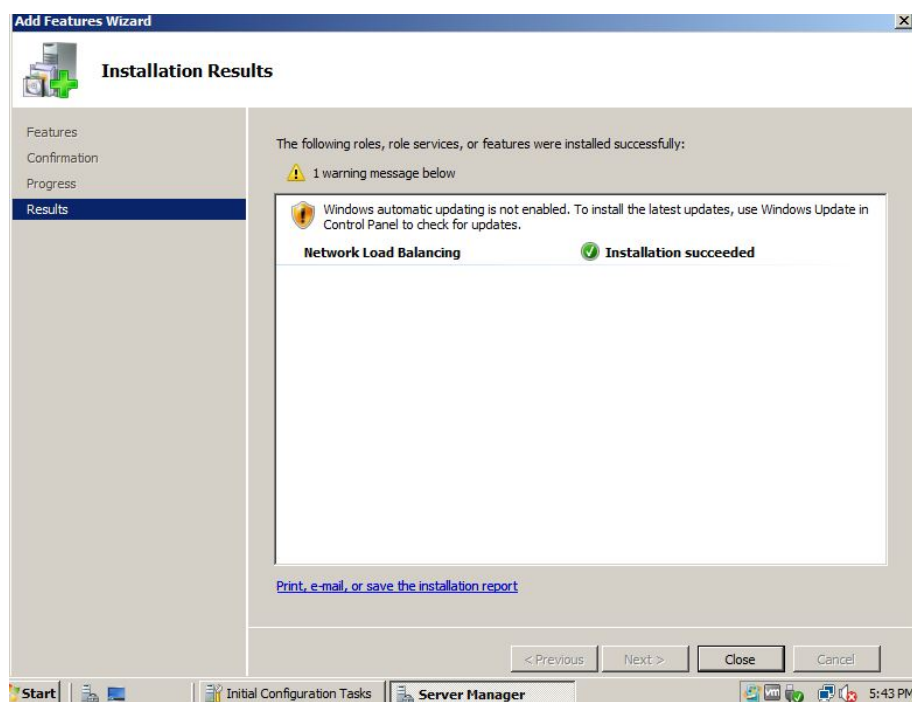 Add Features Wizard
Installation Results
Features
Confirmation
Progress
Results
The following roles, role services, or features were installed successfully:
1 warning message below
Windows automatic updating is not enabled. To install the latest updates, use Windows Update in
Control Panel to check for updates.
Network Load Balancing
Installation succeeded
Print, e-mail, or save the installation report
< Previous
Next >
Close
Cancel
Start
Initial Configuration Tasks
Server Manager
vm
5:43 PM